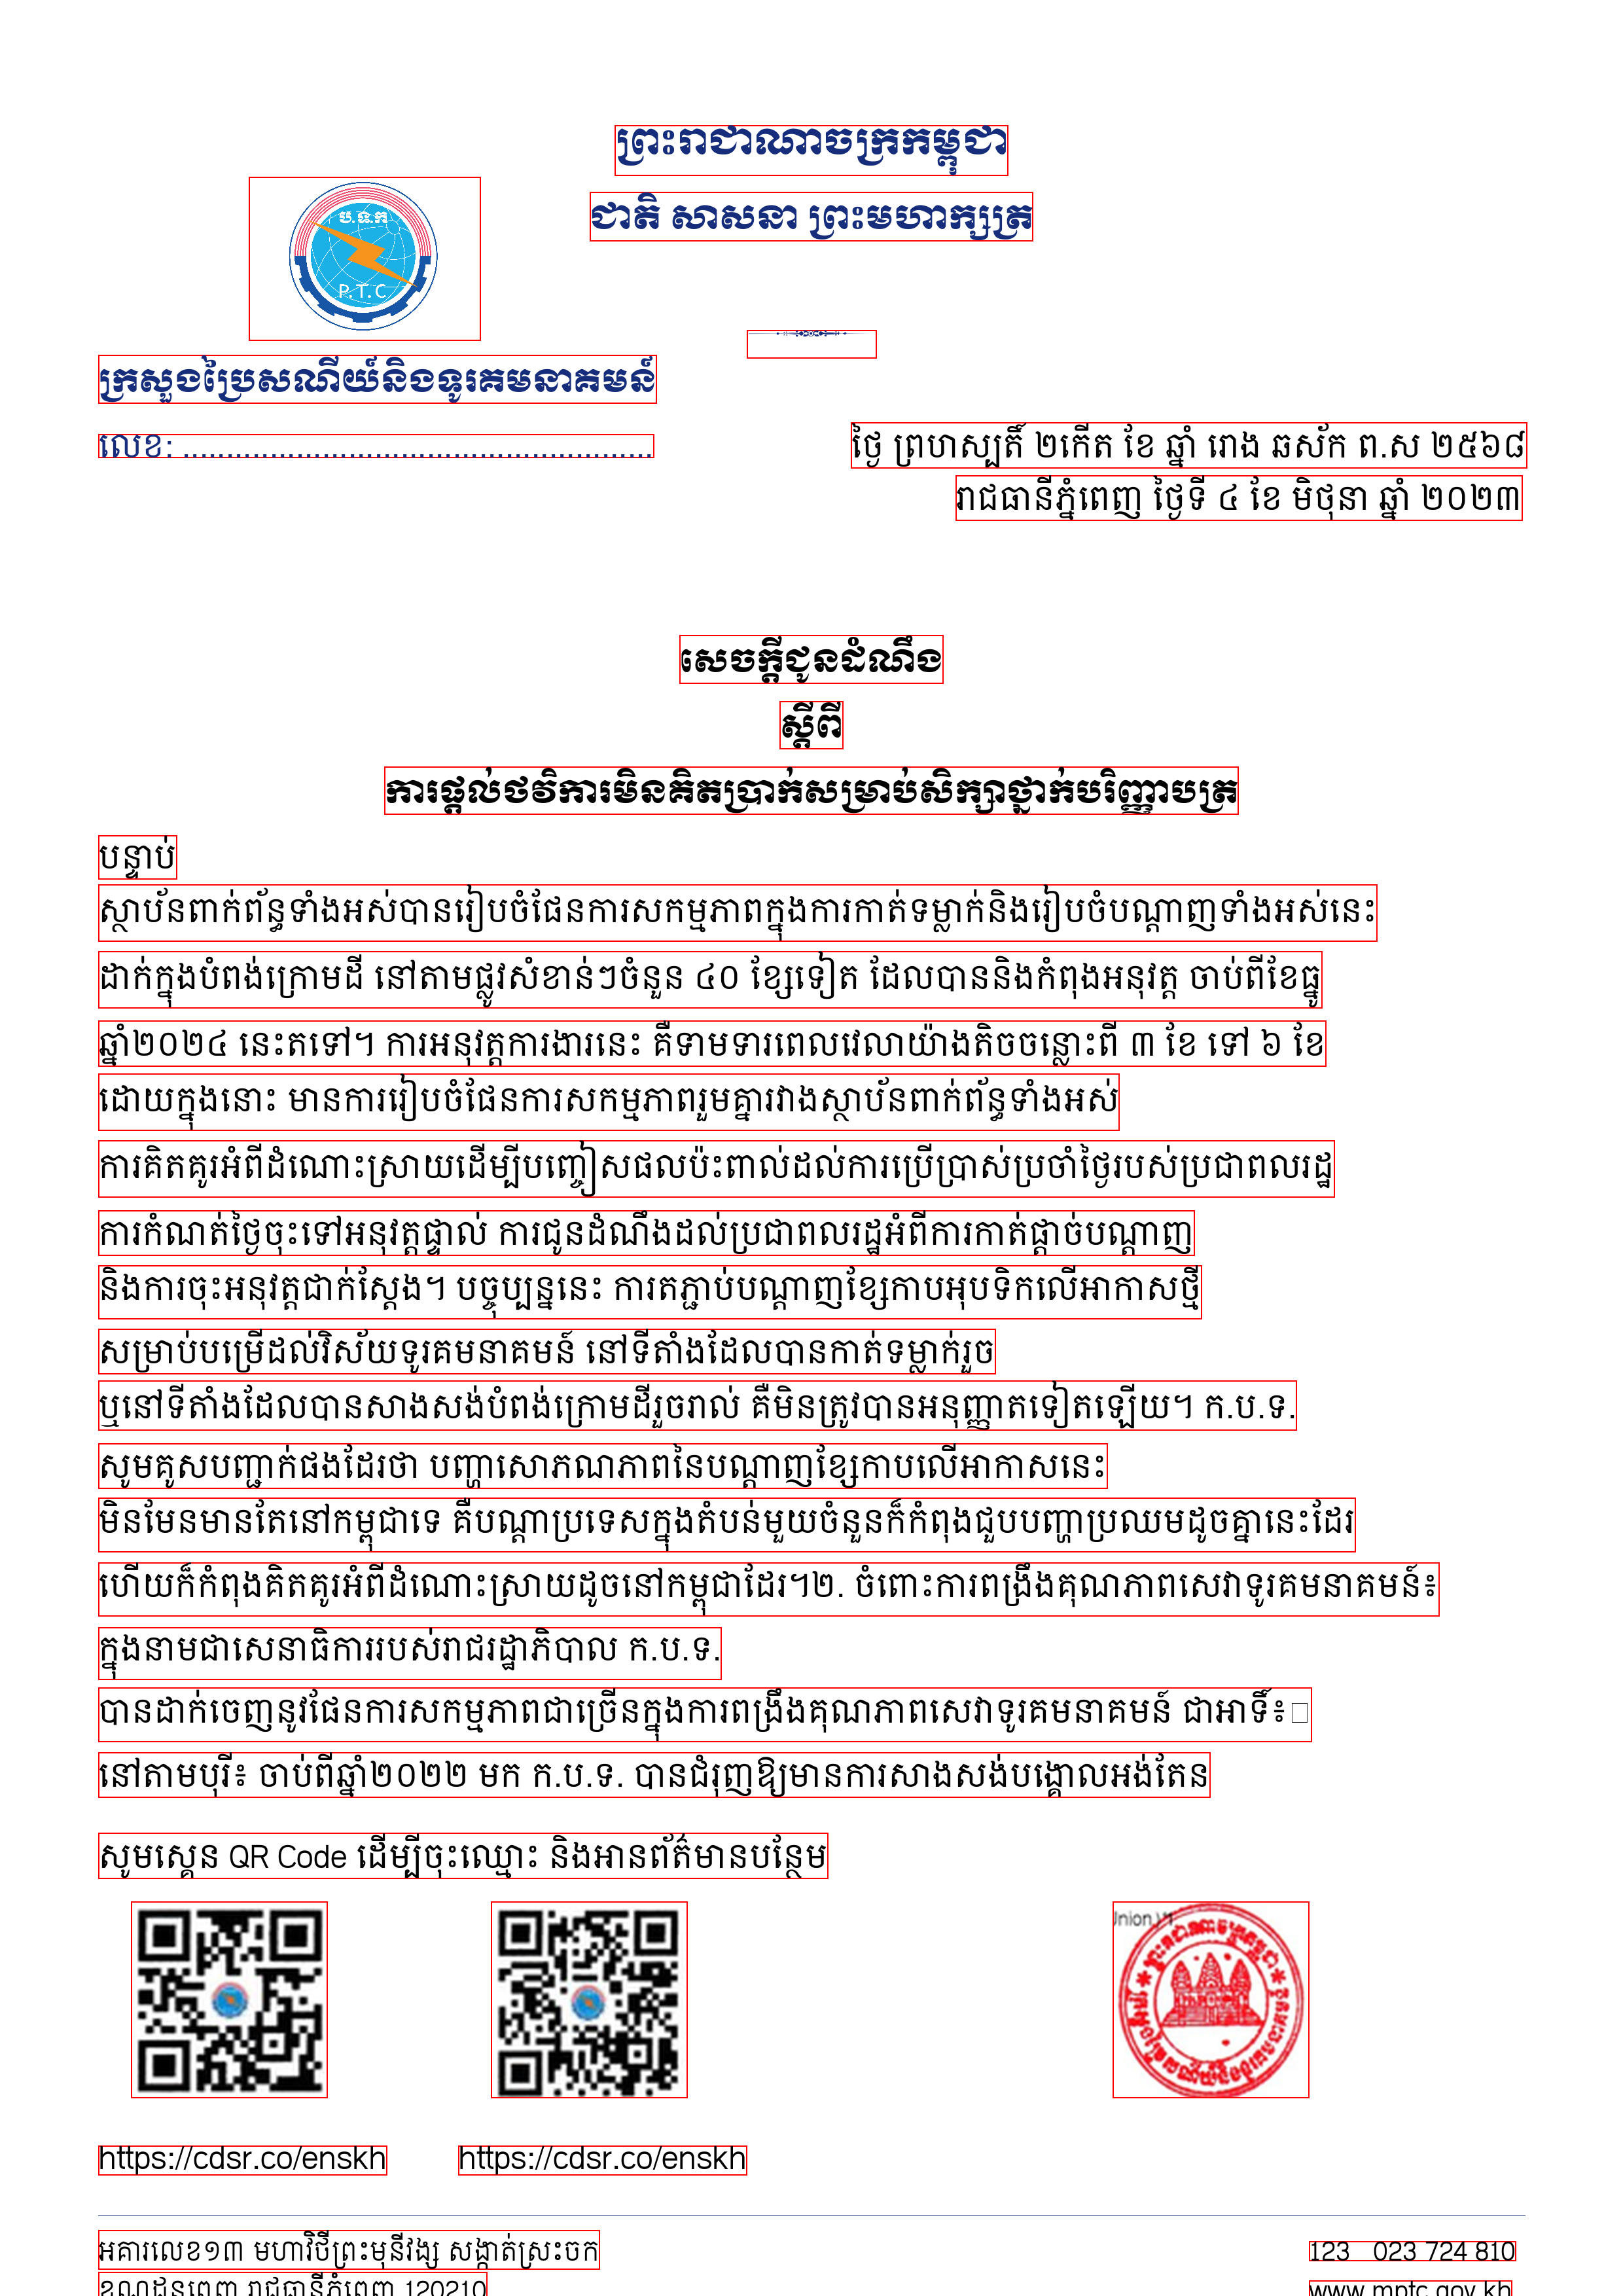 ព្រះរាជាណាចក្រកម្ពុជា
ជាតិ សាសនា ព្រះមហាក្សត្រ
ប.ទ.ក
P.T.C
ក្រសួងប្រៃសណីយ៍និងទូរគមនាគមន៍
លេខ: ......................................................
ថ្ងៃ ព្រហស្បតិ៍ ២កើត ខែ ឆ្នាំ រោង ឆស័ក ព.ស ២៥៦៨
រាជធានីភ្នំពេញ ថ្ងៃទី ៤ ខែ មិថុនា ឆ្នាំ ២០២៣
សេចក្តីជូនដំណឹង
ស្តីពី
ការផ្តល់ថវិការមិនគិតប្រាក់សម្រាប់សិក្សាថ្នាក់បរិញ្ញាបត្រ
បន្ទាប់
ស្ថាប័នពាក់ព័ន្ធទាំងអស់បានរៀបចំផែនការសកម្មភាពក្នុងការកាត់ទម្លាក់និងរៀបចំបណ្តាញទាំងអស់នេះ
ដាក់ក្នុងបំពង់ក្រោមដី នៅតាមផ្លូវសំខាន់ៗចំនួន ៤០ ខ្សែទៀត ដែលបាននិងកំពុងអនុវត្ត ចាប់ពីខែធ្នូ
ឆ្នាំ២០២៤ នេះតទៅ។ ការអនុវត្តការងារនេះ គឺទាមទារពេលវេលាយ៉ាងតិចចន្លោះពី ៣ ខែ ទៅ ៦ ខែ
ដោយក្នុងនោះ មានការរៀបចំផែនការសកម្មភាពរួមគ្នារវាងស្ថាប័នពាក់ព័ន្ធទាំងអស់
ការគិតគូរអំពីដំណោះស្រាយដើម្បីបញ្ចៀសផលប៉ះពាល់ដល់ការប្រើប្រាស់ប្រចាំថ្ងៃរបស់ប្រជាពលរដ្ឋ
ការកំណត់ថ្ងៃចុះទៅអនុវត្តផ្ទាល់ ការជូនដំណឹងដល់ប្រជាពលរដ្ឋអំពីការកាត់ផ្តាច់បណ្តាញ
និងការចុះអនុវត្តជាក់ស្តែង។ បច្ចុប្បន្ននេះ ការតភ្ជាប់បណ្តាញខ្សែកាបអុបទិកលើអាកាសថ្មី
សម្រាប់បម្រើដល់វិស័យទូរគមនាគមន៍ នៅទីតាំងដែលបានកាត់ទម្លាក់រួច
ឬនៅទីតាំងដែលបានសាងសង់បំពង់ក្រោមដីរួចរាល់ គឺមិនត្រូវបានអនុញ្ញាតទៀតឡើយ។ ក.ប.ទ.
សូមគូសបញ្ជាក់ផងដែរថា បញ្ហាសោភណភាពនៃបណ្តាញខ្សែកាបលើអាកាសនេះ
មិនមែនមានតែនៅកម្ពុជាទេ គឺបណ្តាប្រទេសក្នុងតំបន់មួយចំនួនក៏កំពុងជួបបញ្ហាប្រឈមដូចគ្នានេះដែរ
ហើយក៏កំពុងគិតគូរអំពីដំណោះស្រាយដូចនៅកម្ពុជាដែរ។២. ចំពោះការពង្រឹងគុណភាពសេវាទូរគមនាគមន៍៖
ក្នុងនាមជាសេនាធិការរបស់រាជរដ្ឋាភិបាល ក.ប.ទ.
បានដាក់ចេញនូវផែនការសកម្មភាពជាច្រើនក្នុងការពង្រឹងគុណភាពសេវាទូរគមនាគមន៍ ជាអាទិ៍៖
នៅតាមបុរី៖ ចាប់ពីឆ្នាំ២០២២ មក ក.ប.ទ. បានជំរុញឱ្យមានការសាងសង់បង្គោលអង់តែន
សូមស្គេន QR Code ដើម្បីចុះឈ្មោះ និងអានព័ត៌មានបន្ថែម
https://cdsr.co/enskh https://cdsr.co/enskh
អគារលេខ១៣ មហាវិថីព្រះមុនីវង្ស សង្កាត់ស្រះចក
123 023 724 810
ខណ្ឌដូនពេញ រាជធានីភ្នំពេញ 120210
www.mptc.gov.kh